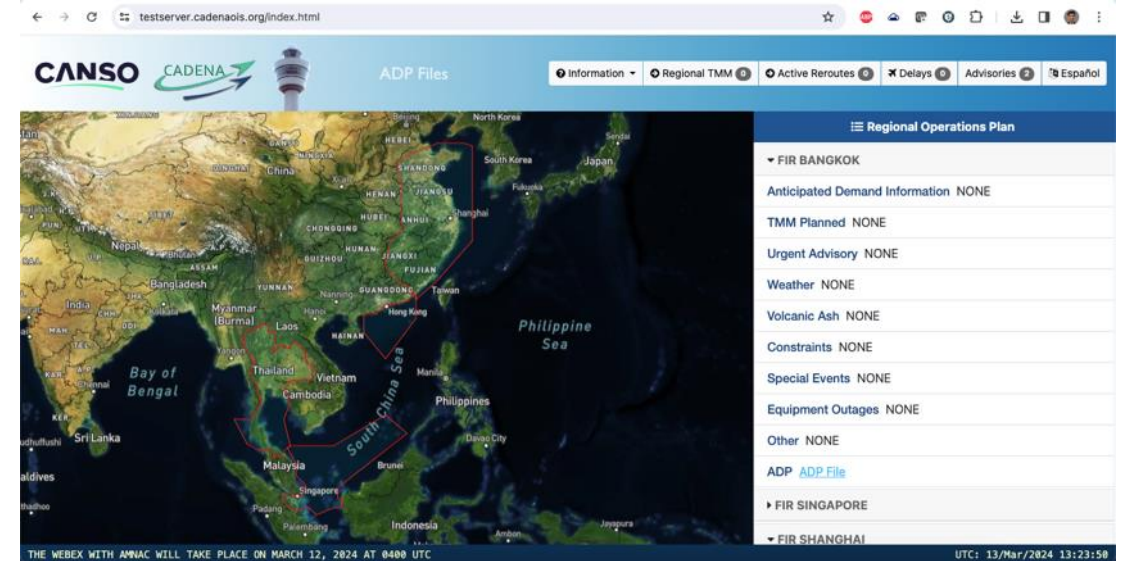 testserver.cadenaois.org/index.html
CANSO
CADENA
ADP Files
Information
Regional TMM 0
Active Reroutes 0
Delays 0
Advisories 2
Español
Regional Operations Plan
FIR BANGKOK
Anticipated Demand Information NONE
TMM Planned NONE
Urgent Advisory NONE
Weather NONE
Volcanic Ash NONE
Constraints NONE
Special Events NONE
Equipment Outages NONE
Other NONE
ADP ADP File
FIR SINGAPORE
FIR SHANGHAI
Beijing
North Korea
HEBEI
Sendai
South Korea
Japan
China
SHANDONG
Fukuoka
HENAN
JIANGSU
Shanghai
HUBEI
ANHUI
CHONGQING
Nepal
Bhutan
A.P.
HUNAN
JIANGXI
GUIZHOU
ASSAM
FUJIAN
Bangladesh
YUNNAN
Nanning
GUANGDONG
Taiwan
India
Kolkata
Myanmar
(Burma)
Hanoi
Hong Kong
Laos
HAINAN
Philippine
Sea
Yangon
Bay of
Bengal
Thailand
Vietnam
Manila
Chennai
Cambodia
South China Sea
Philippines
Sri Lanka
Davao City
Malaysia
Brunei
Singapore
Padang
Palembang
Indonesia
Ambon
Jayapura
THE WEBEX WITH AMNAC WILL TAKE PLACE ON MARCH 12, 2024 AT 0400 UTC
UTC: 13/Mar/2024 13:23:50